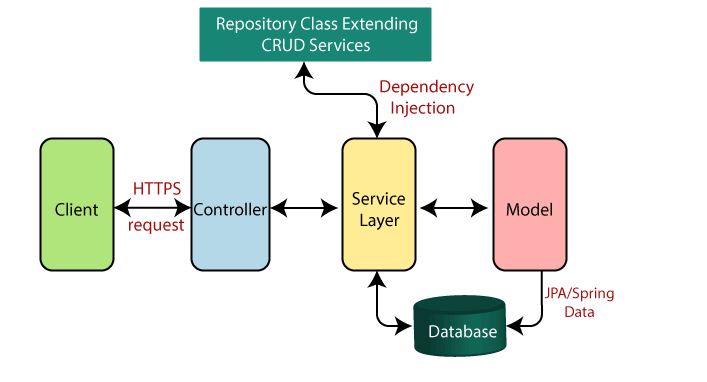 Repository Class Extending
CRUD Services
Dependency
Injection
Client
HTTPS
request
Controller
Service
Layer
Model
JPA/Spring
Data
Database